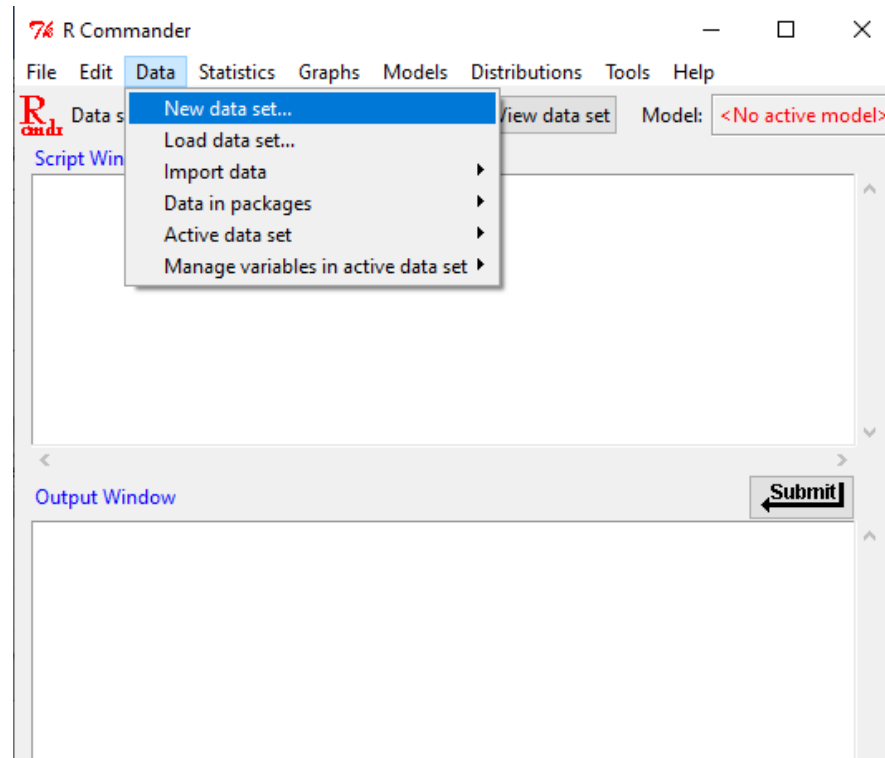 R Commander
File Edit Data Statistics Graphs Models Distributions Tools Help
R cmdr Data s View data set Model: <No active model>
New data set...
Load data set...
Import data
Data in packages
Active data set
Manage variables in active data set
Script Win
Submit
Output Window